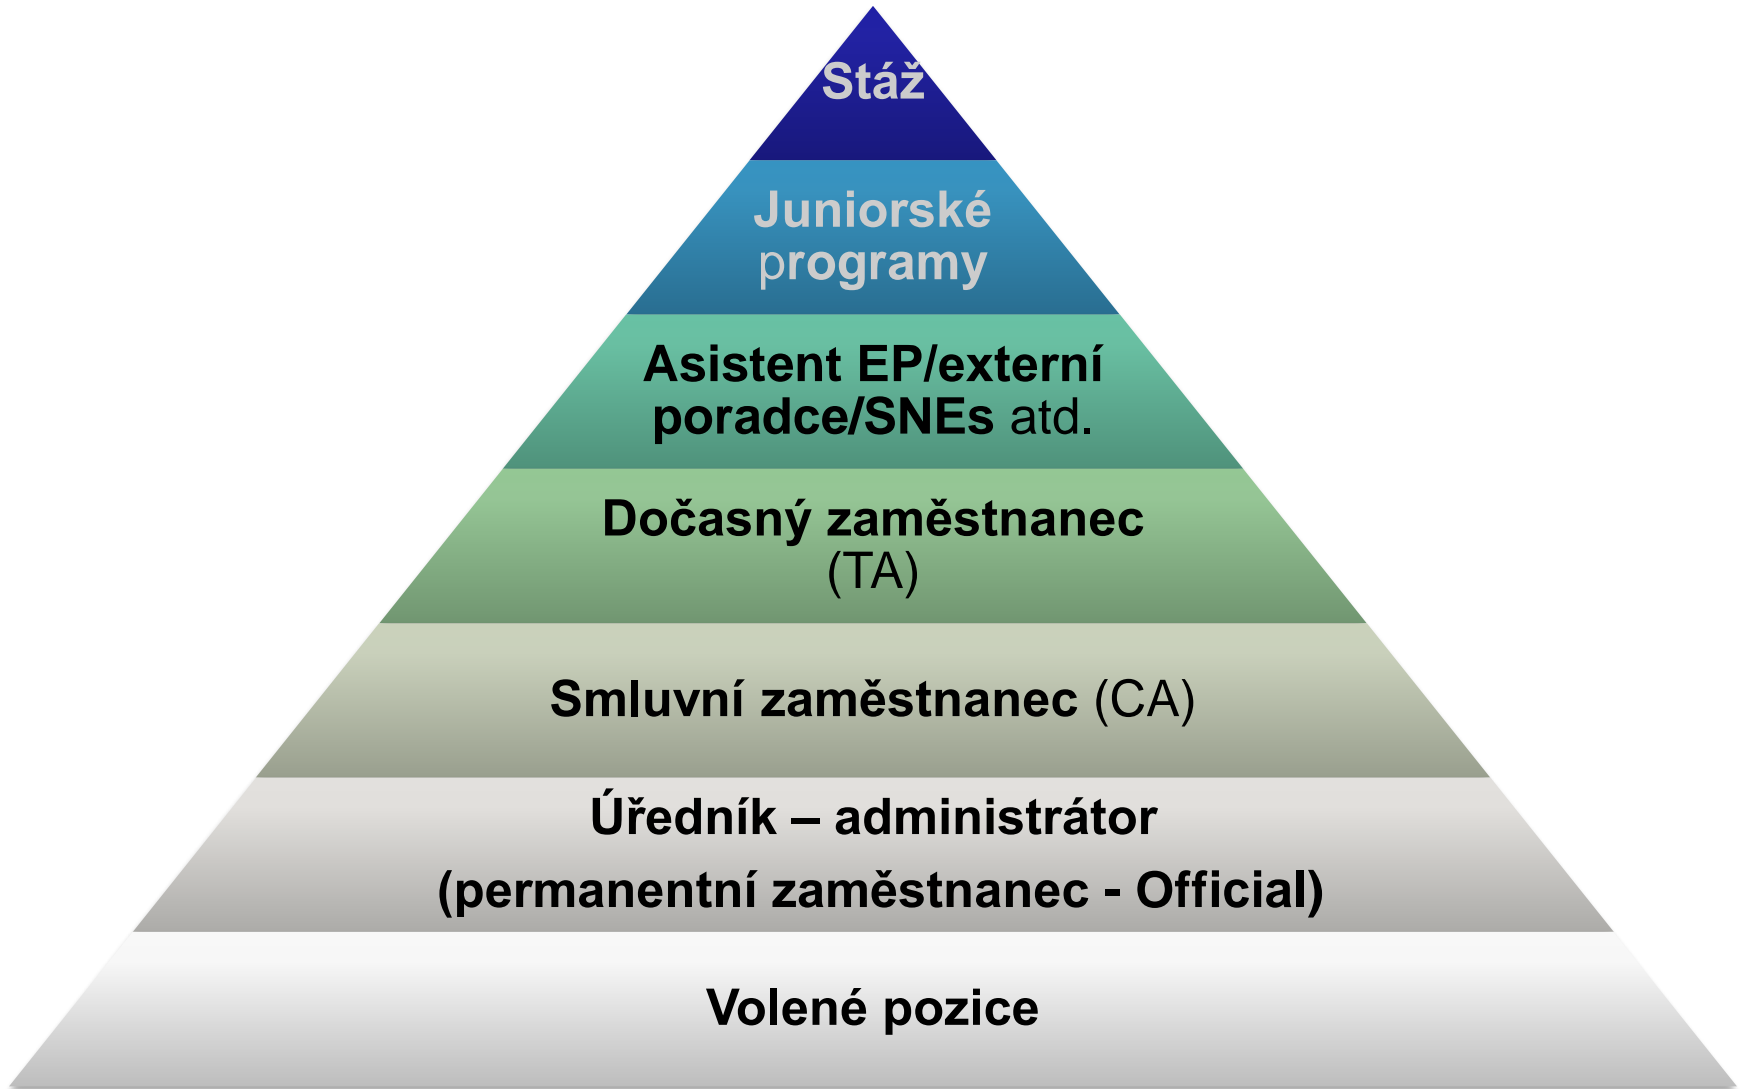 Stáž
Juniorské
programy
Asistent EP/externí
poradce/SNEs atd.
Dočasný zaměstnanec
(TA)
Smluvní zaměstnanec (CA)
Úředník – administrátor
(permanentní zaměstnanec - Official)
Volené pozice